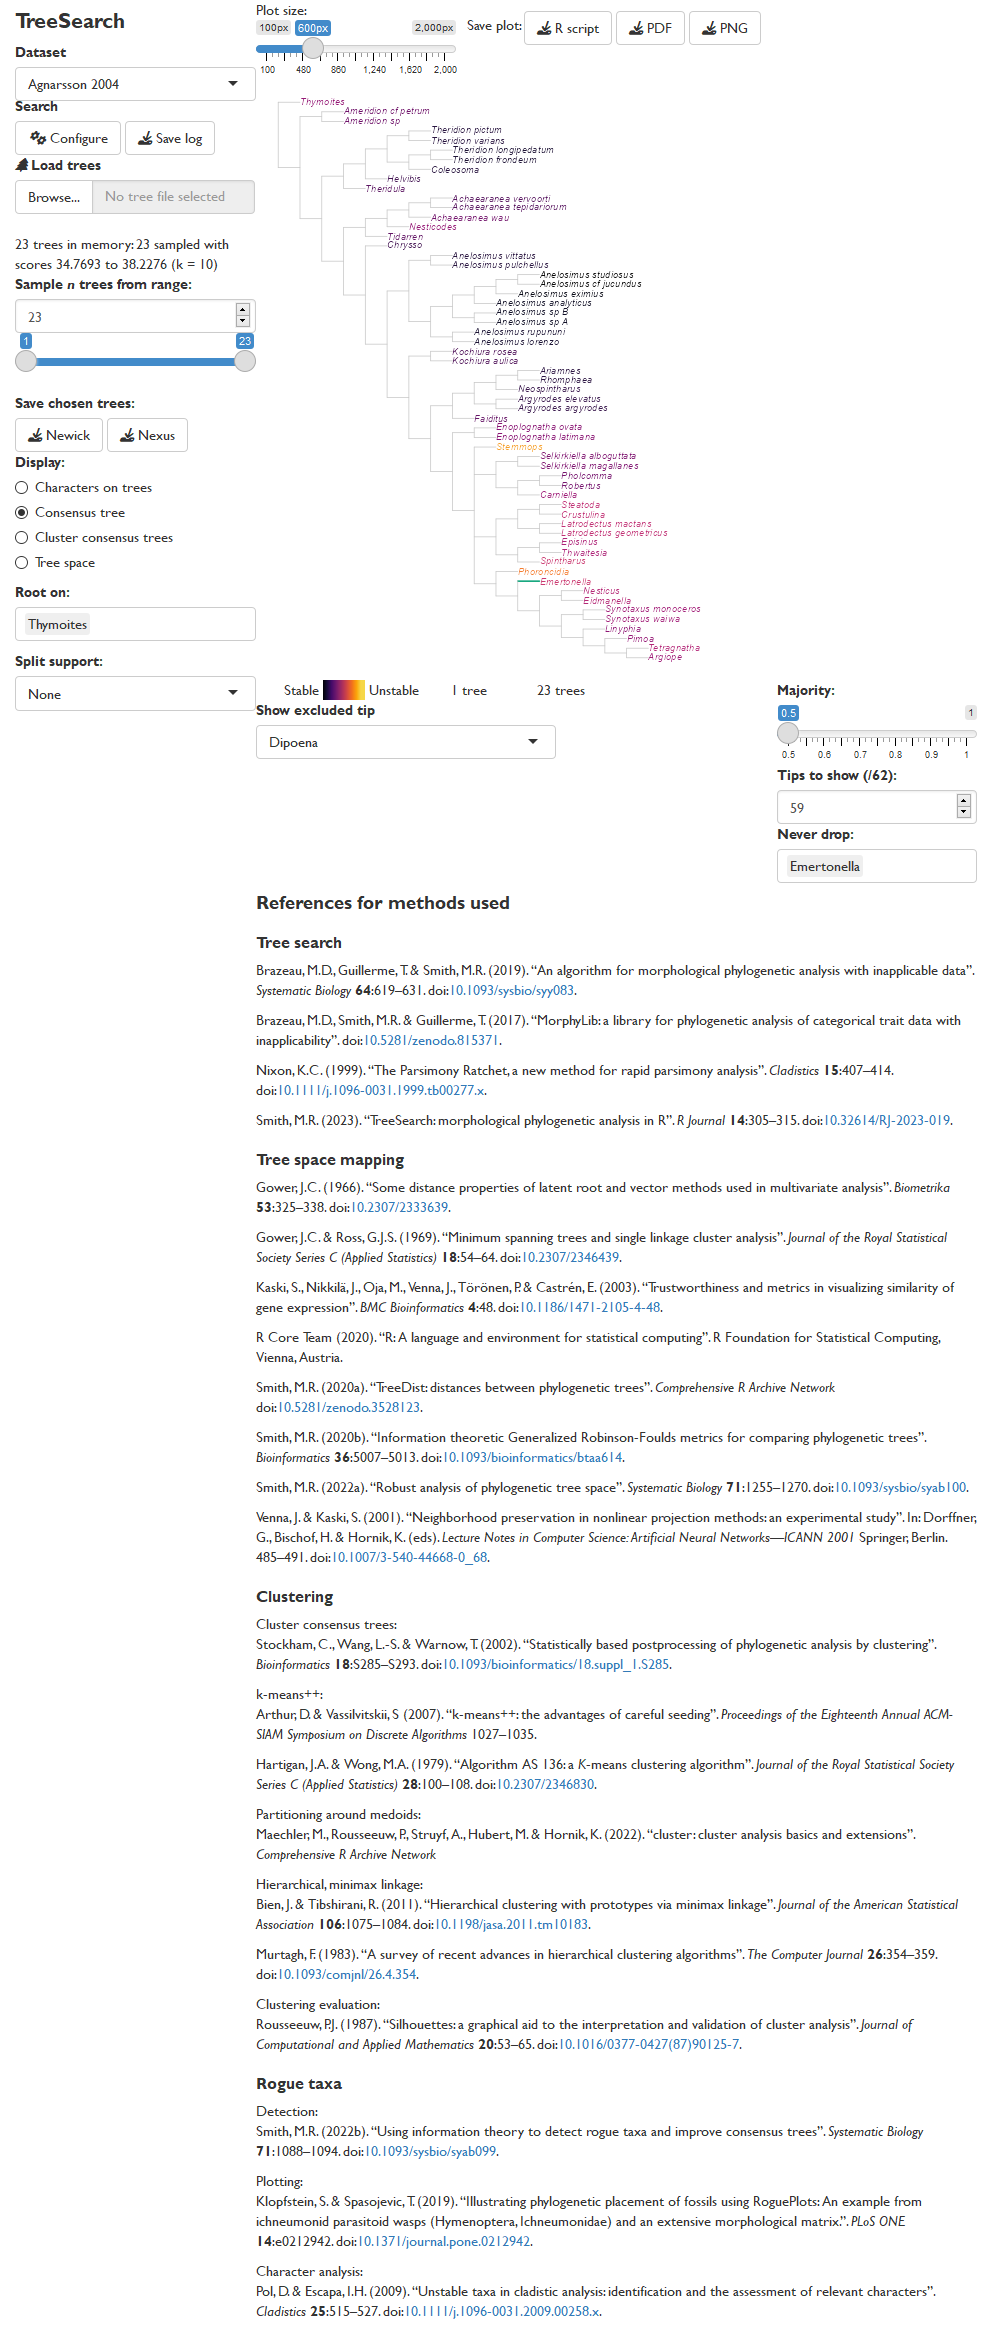 TreeSearch
Dataset
Agnarsson 2004
Search
Configure
Save log
Load trees
Browse...
No tree file selected
23 trees in memory: 23 sampled with
scores 34.7693 to 38.2276 (k = 10)
Sample n trees from range:
23
1
23
Save chosen trees:
Newick
Nexus
Display:
Characters on trees
Consensus tree
Cluster consensus trees
Tree space
Root on:
Thymoites
Split support:
None
Plot size:
100px
600px
2,000px
100 480 860 1,240 1,620 2,000
Save plot:
R script
PDF
PNG
Thymoites
Ameridion cf petrum
Ameridion sp
Theridion pictum
Theridion varians
Theridion longipedatum
Theridion frondeum
Coleosoma
Helvibis
Theridula
Achaearanea vervoorti
Achaearanea tepidariorum
Achaearanea wau
Nesticodes
Tidarren
Chrysso
Anelosimus vittatus
Anelosimus pulchellus
Anelosimus studiosus
Anelosimus cf jucundus
Anelosimus eximius
Anelosimus analyticus
Anelosimus sp B
Anelosimus sp A
Anelosimus rupununi
Anelosimus lorenzo
Kochiura rosea
Kochiura aulica
Ariamnes
Rhomphaea
Neospintharus
Argyrodes elevatus
Argyrodes argyrodes
Faiditus
Enoplognatha ovata
Enoplognatha latimana
Stemmops
Selkirkiella alboguttata
Selkirkiella magallanes
Pholcomma
Robertus
Carniella
Steatoda
Crustulina
Latrodectus mactans
Latrodectus geometricus
Episinus
Thwaitesia
Spintharus
Phoroncidia
Emertonella
Nesticus
Eidmanella
Synotaxus monoceros
Synotaxus waiwa
Linyphia
Pimoa
Tetragnatha
Argiope
Stable
Unstable
1 tree
23 trees
Show excluded tip
Dipoena
Majority:
0.5
1
0.5 0.6 0.7 0.8 0.9 1
Tips to show (/62):
59
Never drop:
Emertonella
References for methods used
Tree search
Brazeau, M.D., Guillerme, T. & Smith, M.R. (2019). “An algorithm for morphological phylogenetic analysis with inapplicable data”.
Systematic Biology 64:619–631. doi:10.1093/sysbio/syy083.
Brazeau, M.D., Smith, M.R. & Guillerme, T. (2017). “MorphyLib: a library for phylogenetic analysis of categorical trait data with
inapplicability”. doi:10.5281/zenodo.815371.
Nixon, K.C. (1999). “The Parsimony Ratchet, a new method for rapid parsimony analysis”. Cladistics 15:407–414.
doi:10.1111/j.1096-0031.1999.tb00277.x.
Smith, M.R. (2023). “TreeSearch: morphological phylogenetic analysis in R”. R Journal 14:305–315. doi:10.32614/RJ-2023-019.
Tree space mapping
Gower, J.C. (1966). “Some distance properties of latent root and vector methods used in multivariate analysis”. Biometrika
53:325–338. doi:10.2307/2333639.
Gower, J.C. & Ross, G.J.S. (1969). “Minimum spanning trees and single linkage cluster analysis”. Journal of the Royal Statistical
Society Series C (Applied Statistics) 18:54–64. doi:10.2307/2346439.
Kaski, S., Nikkilä, J., Oja, M., Venna, J., Törönen, P. & Castrén, E. (2003). “Trustworthiness and metrics in visualizing similarity of
gene expression”. BMC Bioinformatics 4:48. doi:10.1186/1471-2105-4-48.
R Core Team (2020). “R: A language and environment for statistical computing”. R Foundation for Statistical Computing,
Vienna, Austria.
Smith, M.R. (2020a). “TreeDist: distances between phylogenetic trees”. Comprehensive R Archive Network
doi:10.5281/zenodo.3528123.
Smith, M.R. (2020b). “Information theoretic Generalized Robinson-Foulds metrics for comparing phylogenetic trees”.
Bioinformatics 36:5007–5013. doi:10.1093/bioinformatics/btaa614.
Smith, M.R. (2022a). “Robust analysis of phylogenetic tree space”. Systematic Biology 71:1255–1270. doi:10.1093/sysbio/syab100.
Venna, J. & Kaski, S. (2001). “Neighborhood preservation in nonlinear projection methods: an experimental study”. In: Dorffner,
G., Bischof, H. & Hornik, K. (eds). Lecture Notes in Computer Science: Artificial Neural Networks—ICANN 2001 Springer, Berlin.
485–491. doi:10.1007/3-540-44668-0_68.
Clustering
Cluster consensus trees:
Stockham, C., Wang, L.-S. & Warnow, T. (2002). “Statistically based postprocessing of phylogenetic analysis by clustering”.
Bioinformatics 18:S285–S293. doi:10.1093/bioinformatics/18.suppl_1.S285.
k-means++:
Arthur, D. & Vassilvitskii, S (2007). “k-means++: the advantages of careful seeding”. Proceedings of the Eighteenth Annual ACM-
SIAM Symposium on Discrete Algorithms 1027–1035.
Hartigan, J.A. & Wong, M.A. (1979). “Algorithm AS 136: a K-means clustering algorithm”. Journal of the Royal Statistical Society
Series C (Applied Statistics) 28:100–108. doi:10.2307/2346830.
Partitioning around medoids:
Maechler, M., Rousseeuw, P., Struyf, A., Hubert, M. & Hornik, K. (2022). “cluster: cluster analysis basics and extensions”.
Comprehensive R Archive Network
Hierarchical, minimax linkage:
Bien, J. & Tibshirani, R. (2011). “Hierarchical clustering with prototypes via minimax linkage”. Journal of the American Statistical
Association 106:1075–1084. doi:10.1198/jasa.2011.tm10183.
Murtagh, F. (1983). “A survey of recent advances in hierarchical clustering algorithms”. The Computer Journal 26:354–359.
doi:10.1093/comjnl/26.4.354.
Clustering evaluation:
Rousseeuw, P.J. (1987). “Silhouettes: a graphical aid to the interpretation and validation of cluster analysis”. Journal of
Computational and Applied Mathematics 20:53–65. doi:10.1016/0377-0427(87)90125-7.
Rogue taxa
Detection:
Smith, M.R. (2022b). “Using information theory to detect rogue taxa and improve consensus trees”. Systematic Biology
71:1088–1094. doi:10.1093/sysbio/syab099.
Plotting:
Klopfstein, S. & Spasojevic, T. (2019). “Illustrating phylogenetic placement of fossils using RoguePlots: An example from
ichneumonid parasitoid wasps (Hymenoptera, Ichneumonidae) and an extensive morphological matrix.”. PLoS ONE
14:e0212942. doi:10.1371/journal.pone.0212942.
Character analysis:
Pol, D. & Escapa, I.H. (2009). “Unstable taxa in cladistic analysis: identification and the assessment of relevant characters”.
Cladistics 25:515–527. doi:10.1111/j.1096-0031.2009.00258.x.